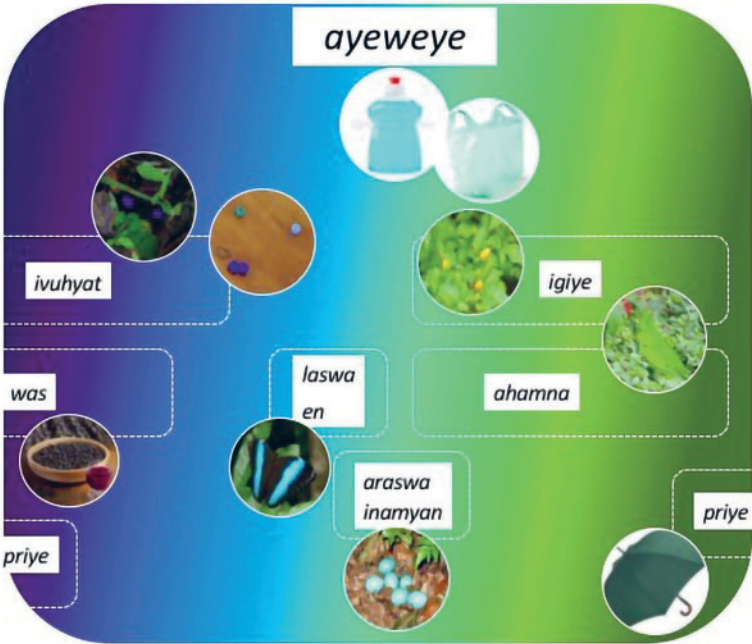 ayeweye
ivuhyat
igiye
was
laswa
en
ahamna
araswa
inamyan
priye
priye